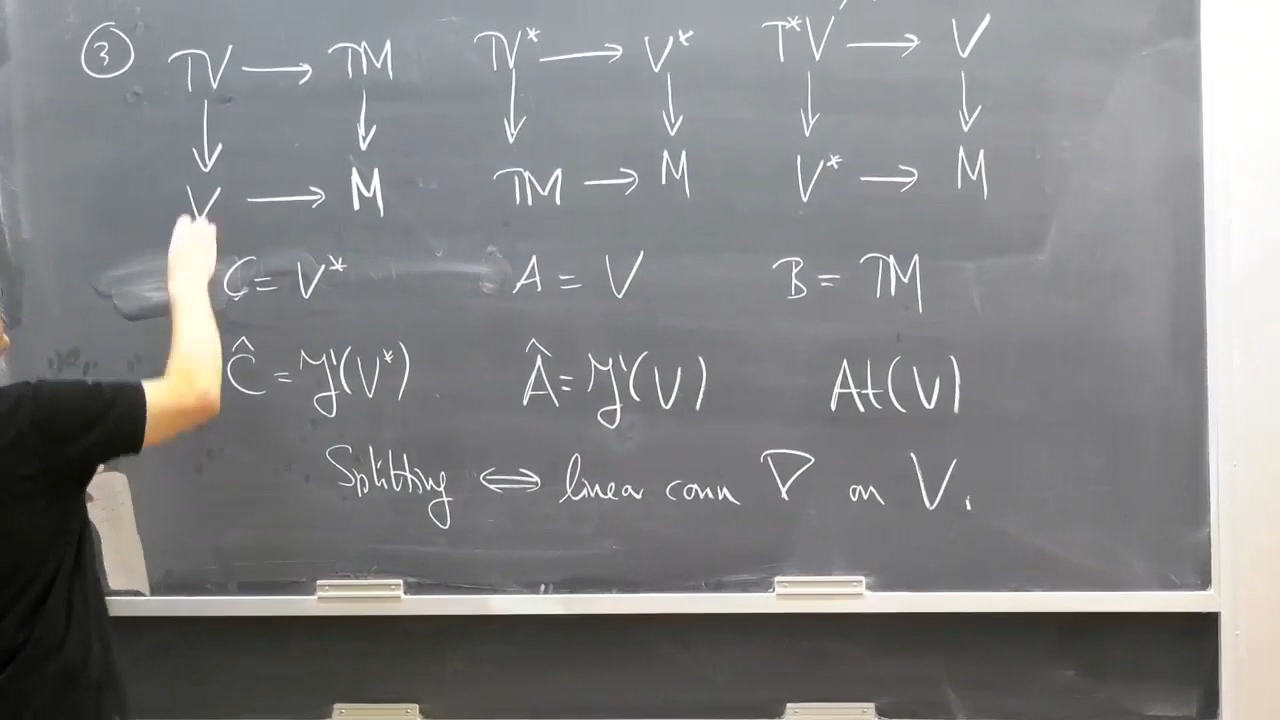 ③ TV → TM TV* → V* T*V → V
↓ ↓ ↓ ↓ ↓ ↓
V → M TM → M V* → M
C = V* A = V B = TM
Ĉ = J¹(V*) Â = J¹(V) At(V)
Splitting ⟺ linear conn ∇ on V.